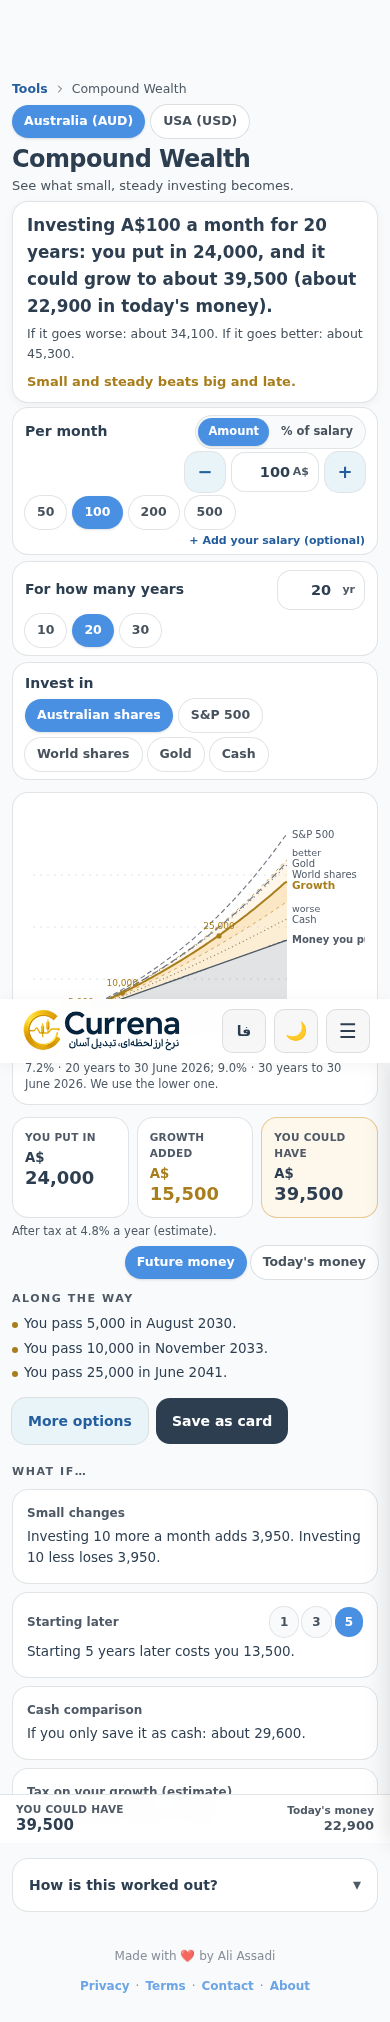 Tools › Compound Wealth
Australia (AUD) USA (USD)
Compound Wealth
See what small, steady investing becomes.
Investing A$100 a month for 20
years: you put in 24,000, and it
could grow to about 39,500 (about
22,900 in today's money).
If it goes worse: about 34,100. If it goes better: about
45,300.
Small and steady beats big and late.
Per month Amount % of salary
− 100 A$ +
50 100 200 500
+ Add your salary (optional)
For how many years 20 yr
10 20 30
Invest in
Australian shares S&P 500
World shares Gold Cash
S&P 500
better
Gold
World shares
Growth
worse
Cash
Money you
25,000
10,000
Currena
نرخ ارز لحظه‌ای، تبدیل آسان
فا
7.2% · 20 years to 30 June 2026; 9.0% · 30 years to 30
June 2026. We use the lower one.
YOU PUT IN
A$
24,000
GROWTH
ADDED
A$
15,500
YOU COULD
HAVE
A$
39,500
After tax at 4.8% a year (estimate).
Future money Today's money
ALONG THE WAY
You pass 5,000 in August 2030.
You pass 10,000 in November 2033.
You pass 25,000 in June 2041.
More options Save as card
WHAT IF…
Small changes
Investing 10 more a month adds 3,950. Investing
10 less loses 3,950.
Starting later 1 3 5
Starting 5 years later costs you 13,500.
Cash comparison
If you only save it as cash: about 29,600.
Tax on your growth (estimate)
YOU COULD HAVE
39,500
Today's money
22,900
How is this worked out? ▾
Made with ❤️ by Ali Assadi
Privacy · Terms · Contact · About